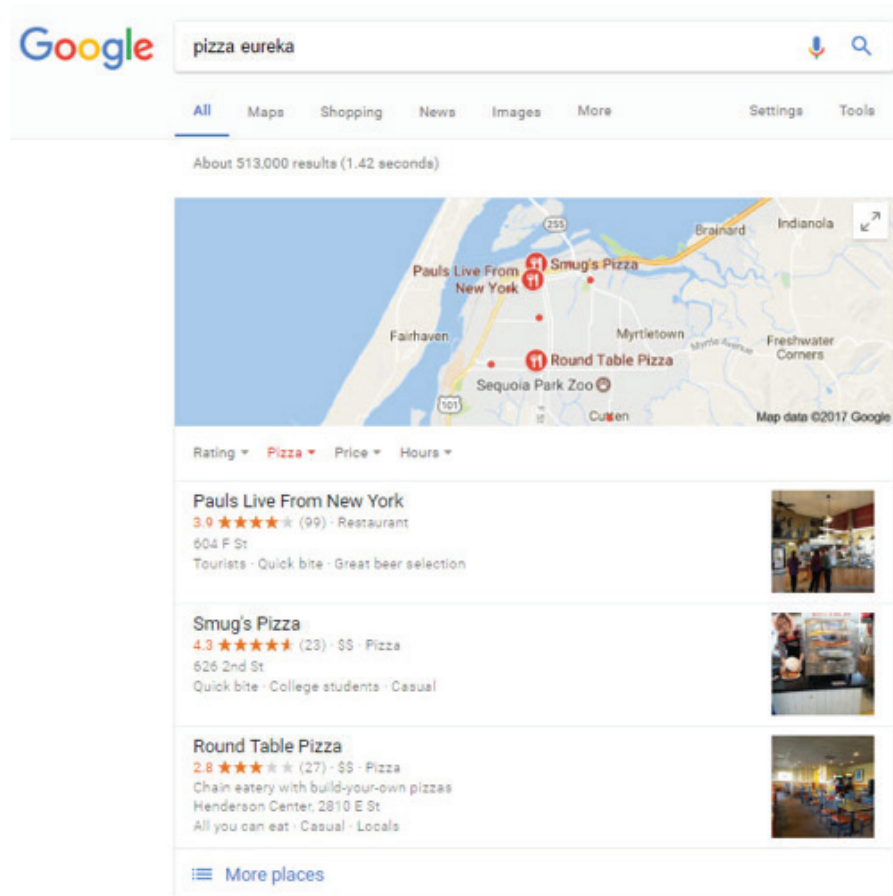 Google
pizza eureka
All Maps Shopping News Images More Settings Tools
About 513,000 results (1.42 seconds)
255
Brainard
Indianola
Pauls Live From
New York
Smug's Pizza
Fairhaven
Myrtletown
Myrtle Avenue
Freshwater
Corners
Round Table Pizza
Sequoia Park Zoo
101
F St
Cutten
Map data ©2017 Google
Rating Pizza Price Hours
Pauls Live From New York
3.9 (99) · Restaurant
604 F St
Tourists · Quick bite · Great beer selection
Smug's Pizza
4.3 (23) · $$ · Pizza
626 2nd St
Quick bite · College students · Casual
Round Table Pizza
2.8 (27) · $$ · Pizza
Chain eatery with build-your-own pizzas
Henderson Center, 2810 E St
All you can eat · Casual · Locals
More places